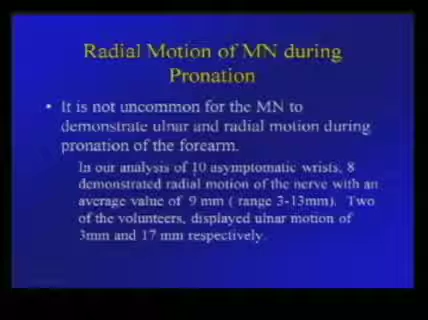 Radial Motion of MN during
Pronation
• It is not uncommon for the MN to
demonstrate ulnar and radial motion during
pronation of the forearm.
In our analysis of 10 asymptomatic wrists, 8
demonstrated radial motion of the nerve with an
average value of 9 mm ( range 3-13mm). Two
of the volunteers, displayed ulnar motion of
3mm and 17 mm respectively.